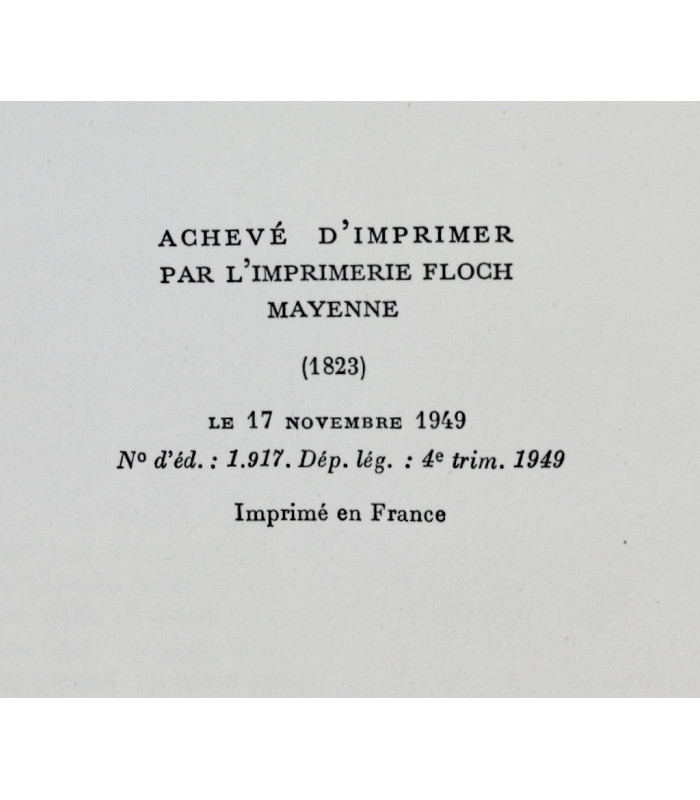 ACHEVÉ D'IMPRIMER
PAR L'IMPRIMERIE FLOCH
MAYENNE
(1823)
LE 17 NOVEMBRE 1949
Nº d'éd. : 1.917. Dép. lég. : 4e trim. 1949
Imprimé en France